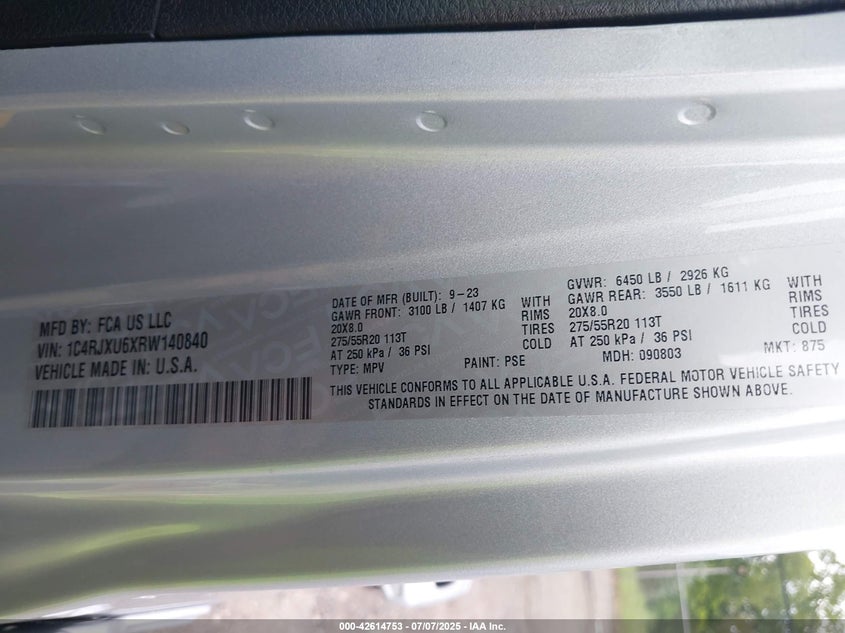 MFD BY: FCA US LLC
VIN: 1C4RJXU6XRW140840
VEHICLE MADE IN: U.S.A.
DATE OF MFR (BUILT): 9-23
GAWR FRONT: 3100 LB / 1407 KG WITH
20X8.0 RIMS
275/55R20 113T TIRES
AT 250 kPa / 36 PSI COLD
TYPE: MPV PAINT: PSE
GVWR: 6450 LB / 2926 KG
GAWR REAR: 3550 LB / 1611 KG WITH
20X8.0 RIMS
275/55R20 113T TIRES
AT 250 kPa / 36 PSI COLD
MDH: 090803 MKT: 875
THIS VEHICLE CONFORMS TO ALL APPLICABLE U.S.A. FEDERAL MOTOR VEHICLE SAFETY
STANDARDS IN EFFECT ON THE DATE OF MANUFACTURE SHOWN ABOVE.
000-42614753 - 07/07/2025 - IAA Inc.